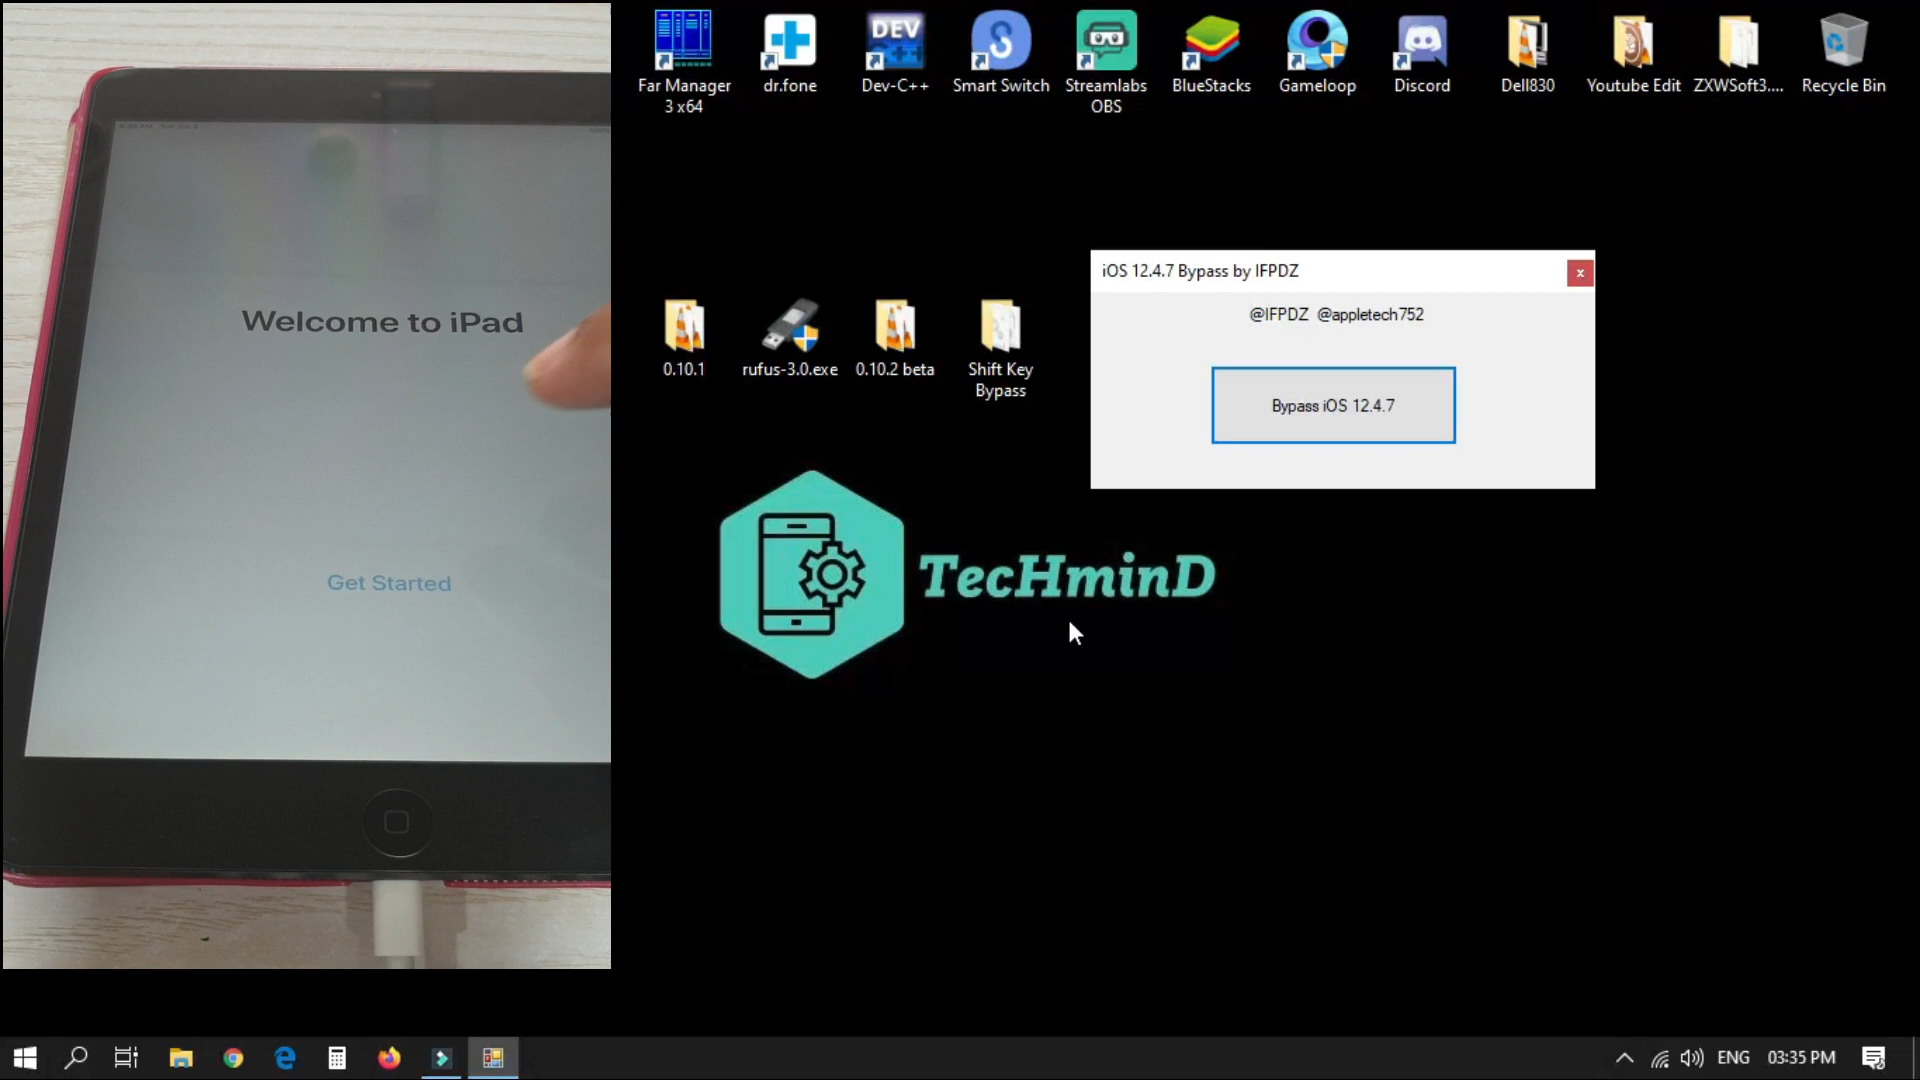 Welcome to iPad
Get Started
Far Manager
3 x64
dr.fone
DEV
C++
Dev-C++
Smart Switch
Streamlabs
OBS
BlueStacks
Gameloop
Discord
Dell830
Youtube Edit
ZXWSoft3....
Recycle Bin
0.10.1
rufus-3.0.exe
0.10.2 beta
Shift Key
Bypass
iOS 12.4.7 Bypass by IFPDZ
x
@IFPDZ @appletech752
Bypass iOS 12.4.7
TecHminD
ENG
03:35 PM